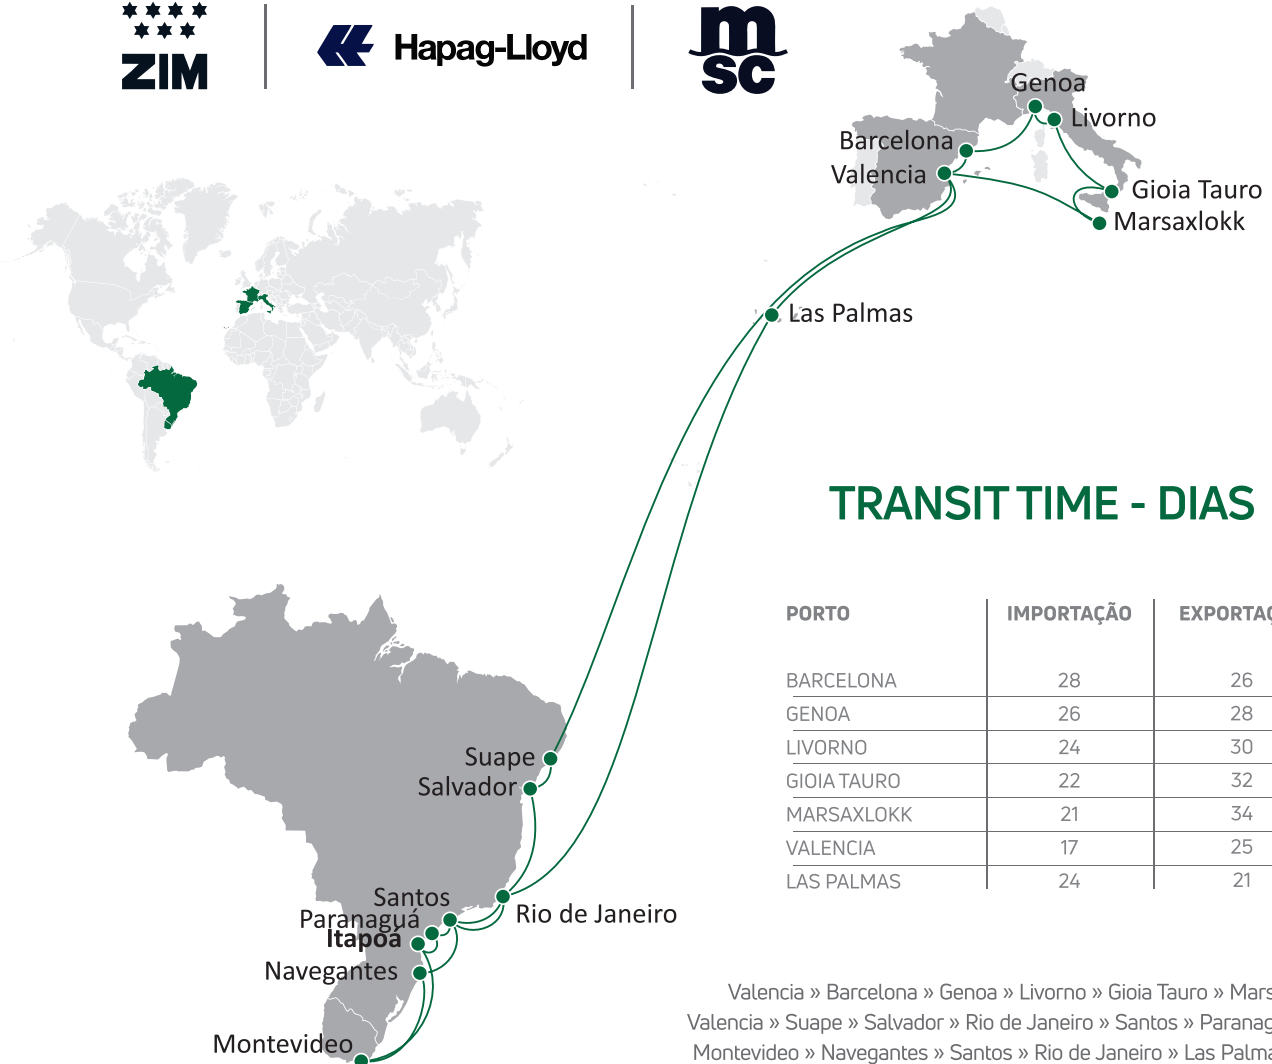 ZIM
Hapag-Lloyd
msc
Genoa
Livorno
Barcelona
Valencia
Gioia Tauro
Marsaxlokk
Las Palmas
TRANSIT TIME - DIAS
PORTO IMPORTAÇÃO
BARCELONA 28 26
GENOA 26 28
LIVORNO 24 30
GIOIA TAURO 22 32
MARSAXLOKK 21 34
VALENCIA 17 25
LAS PALMAS 24 21
Suape
Salvador
Santos
Rio de Janeiro
Paranaguá
Itapoá
Navegantes
Montevideo
Valencia » Barcelona » Genoa » Livorno » Gioia Tauro »
Valencia » Suape » Salvador » Rio de Janeiro » Santos »
Montevideo » Navegantes » Santos » Rio de Janeiro » Las